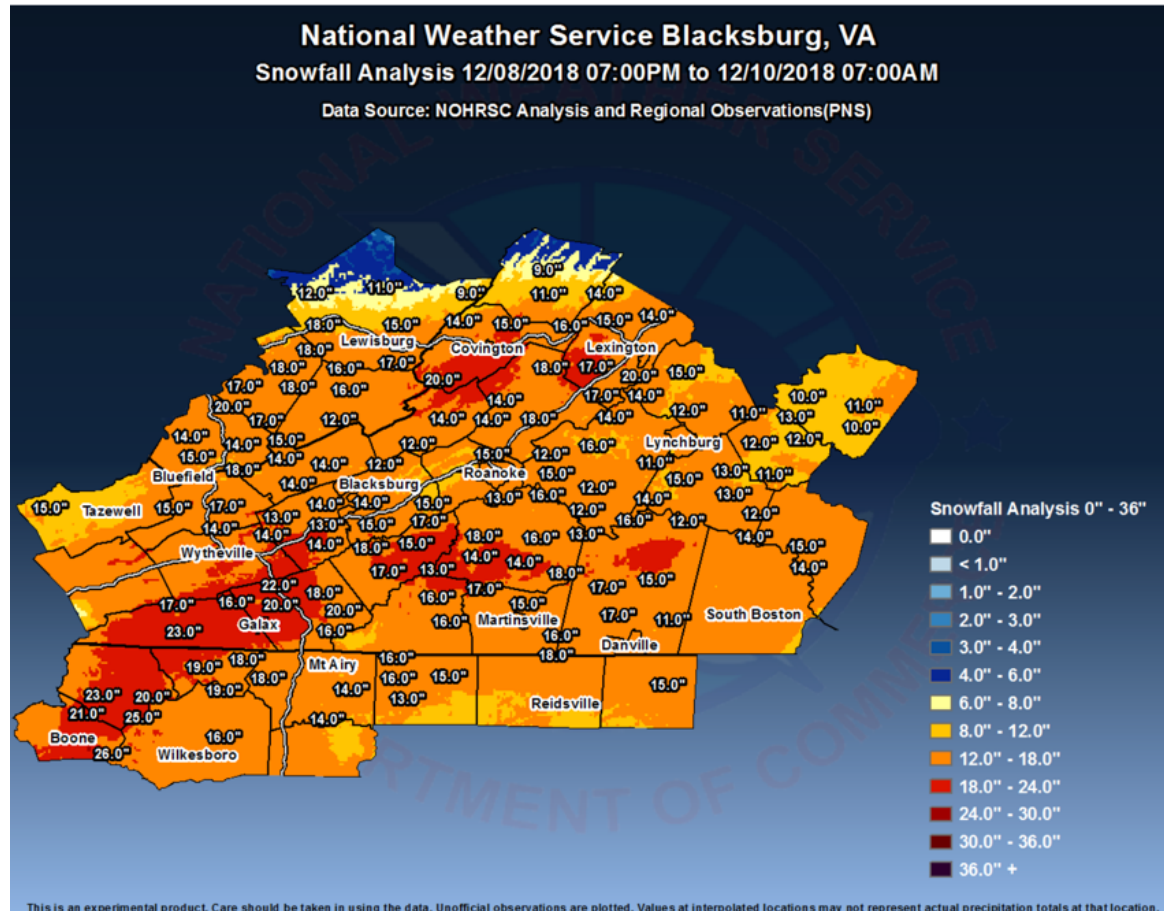 National Weather Service Blacksburg, VA
Snowfall Analysis 12/08/2018 07:00PM to 12/10/2018 07:00AM
Data Source: NOHRSC Analysis and Regional Observations(PNS)
NATIONAL WEATHER SERVICE
9.0"
12.0" 11.0" 9.0" 11.0" 14.0"
18.0" 15.0" 14.0" 15.0" 16.0" 15.0" 14.0"
Lewisburg Covington Lexington
18.0"
18.0" 16.0" 17.0" 18.0" 17.0" 15.0"
17.0" 18.0" 16.0" 20.0" 20.0"
10.0"
20.0" 14.0" 17.0" 14.0" 11.0"
17.0" 12.0" 14.0" 14.0" 18.0" 14.0" 12.0" 11.0" 13.0" 10.0"
14.0" 14.0" 15.0" 12.0" 16.0" Lynchburg 12.0" 12.0"
15.0" 14.0" 14.0" 12.0" 15.0" 12.0" 11.0"
Bluefield 18.0" Roanoke 15.0" 15.0" 13.0" 11.0"
14.0" Blacksburg 12.0" 13.0"
15.0" Tazewell 15.0" 17.0" 14.0" 14.0" 15.0" 13.0" 16.0" 14.0"
13.0" 12.0" 12.0"
14.0" 14.0" 13.0" 15.0" 17.0" 16.0" 12.0"
Wytheville 14.0" 18.0" 15.0" 18.0" 16.0" 13.0" 14.0"
14.0" 14.0" 15.0"
17.0" 13.0" 18.0" 14.0"
22.0" 18.0" 17.0" 17.0" 15.0"
17.0" 16.0" 20.0" 20.0" 16.0" 15.0"
23.0" Galax 16.0" 16.0" Martinsville 17.0" 11.0" South Boston
16.0" Danville
19.0" 18.0" Mt Airy 16.0" 18.0"
18.0" 16.0" 15.0" 15.0"
23.0" 20.0" 19.0" 14.0" 13.0" Reidsville
21.0" 25.0" 14.0"
Boone 16.0"
26.0" Wilkesboro
DEPARTMENT OF COMMERCE
Snowfall Analysis 0" - 36"
0.0"
< 1.0"
1.0" - 2.0"
2.0" - 3.0"
3.0" - 4.0"
4.0" - 6.0"
6.0" - 8.0"
8.0" - 12.0"
12.0" - 18.0"
18.0" - 24.0"
24.0" - 30.0"
30.0" - 36.0"
36.0" +
This is an experimental product. Care should be taken in using the data. Unofficial observations are plotted. Values at interpolated locations may not represent actual precipitation totals at that location.